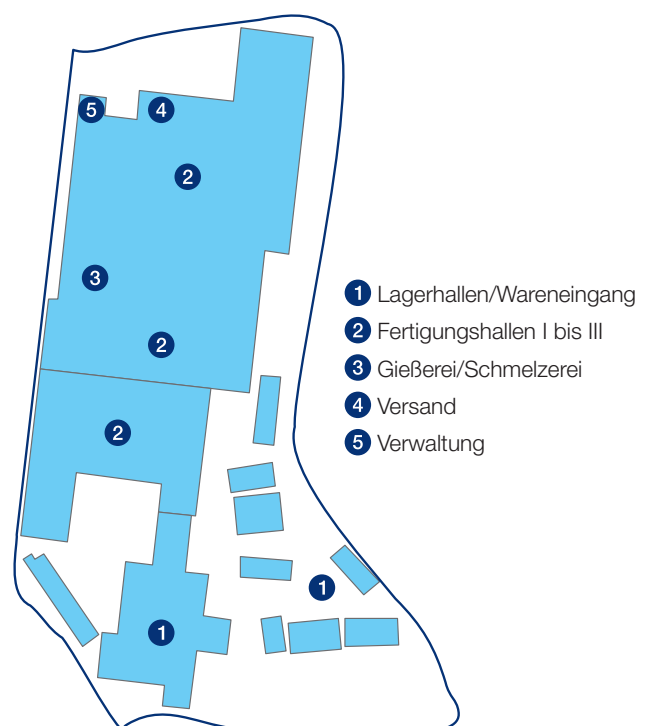 5
4
2
3
2
2
1
1
1 Lagerhallen/Wareneingang
2 Fertigungshallen I bis III
3 Gießerei/Schmelzerei
4 Versand
5 Verwaltung